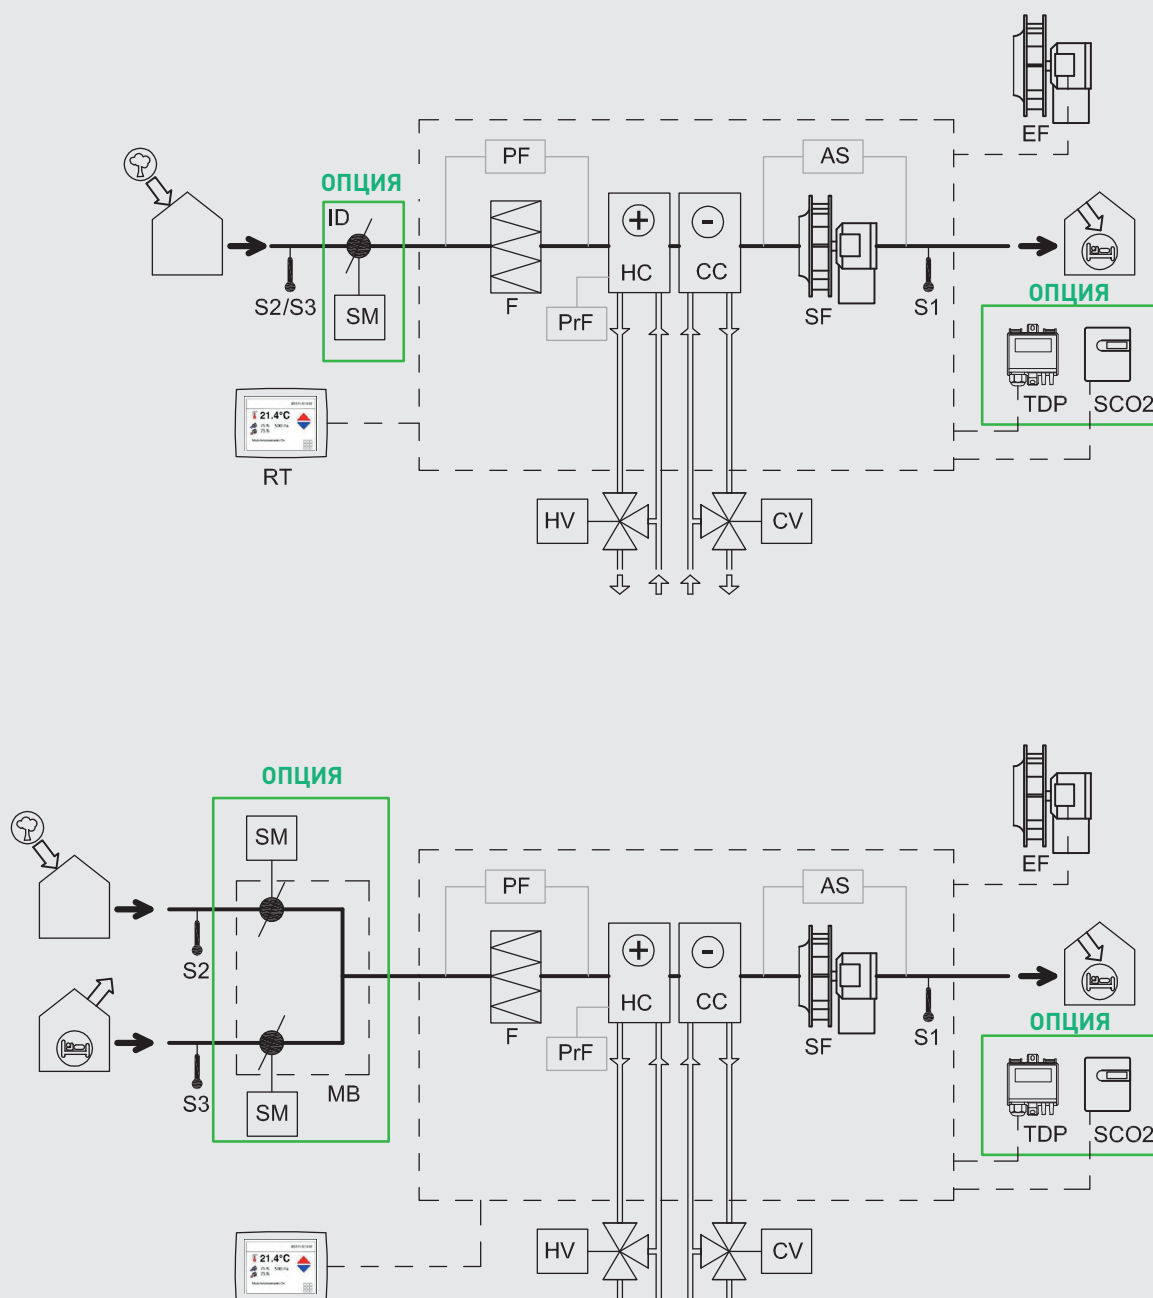 EF
PF
AS
ОПЦИЯ
ID
HC
CC
S2/S3
SM
F
PrF
SF
S1
ОПЦИЯ
TDP
SCO2
21.4°C
RT
HV
CV
ОПЦИЯ
SM
EF
PF
AS
S2
HC
CC
F
PrF
SF
S1
ОПЦИЯ
S3
SM
MB
TDP
SCO2
HV
CV
21.4°C